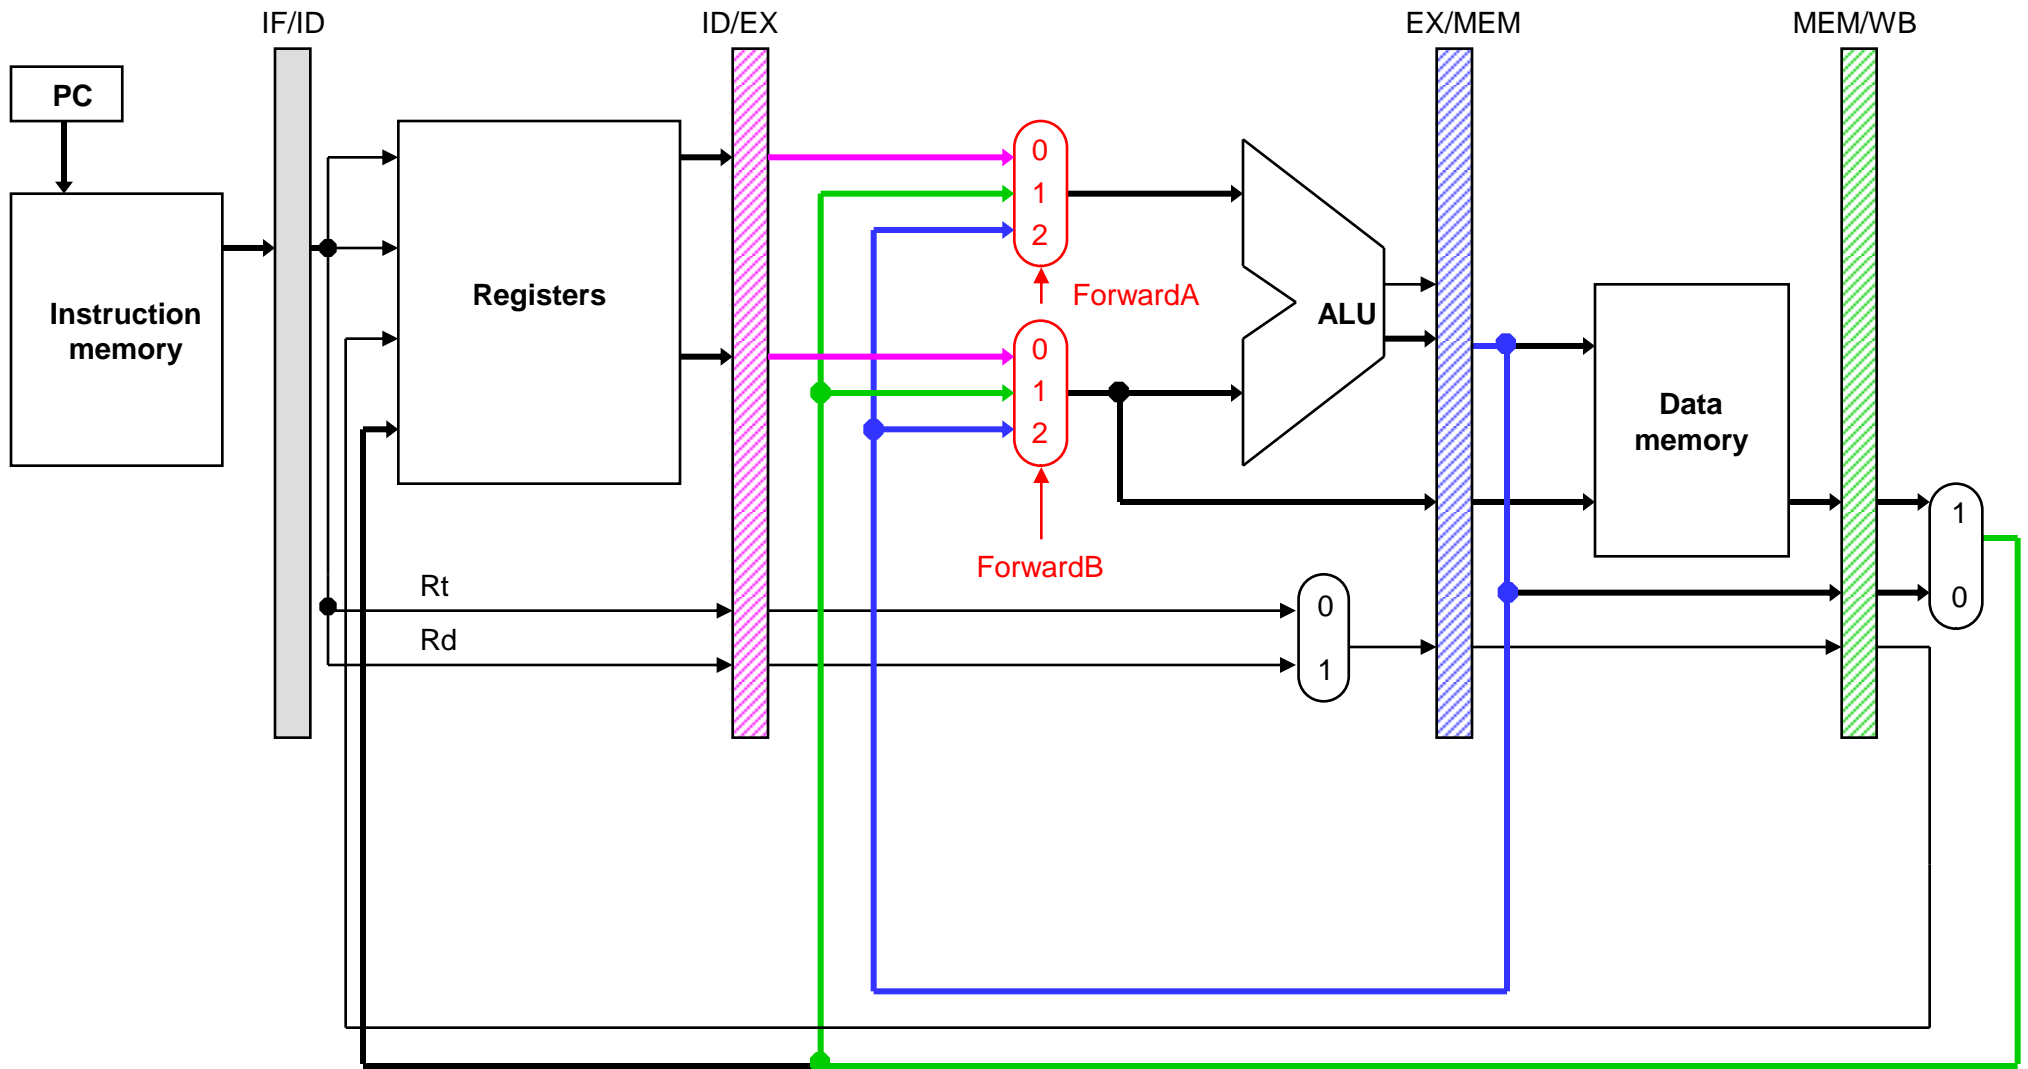 IF/ID
ID/EX
EX/MEM
MEM/WB
PC
0
1
2
ForwardA
Registers
Instruction
memory
ALU
0
1
2
Data
memory
ForwardB
1
0
Rt
Rd
0
1